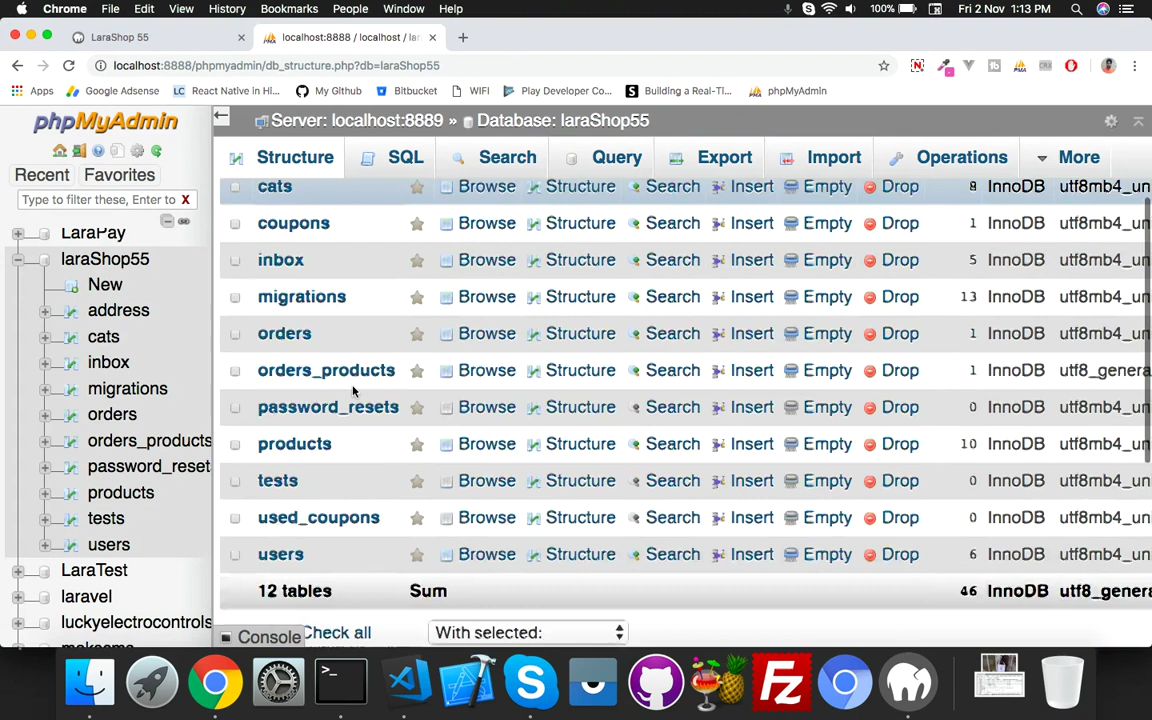 Chrome File Edit View History Bookmarks People Window Help 100% Fri 2 Nov 1:13 PM
LaraShop 55 × localhost:8888 / localhost / lar × +
localhost:8888/phpmyadmin/db_structure.php?db=laraShop55
Apps Google Adsense React Native in Hi... My GIthub Bitbucket WIFI Play Developer Co... Building a Real-Ti... phpMyAdmin
phpMyAdmin
Recent Favorites
Type to filter these, Enter to X
LaraPay
laraShop55
New
address
cats
inbox
migrations
orders
orders_products
password_reset
products
tests
users
LaraTest
laravel
luckyelectrocontrols
Server: localhost:8889 » Database: laraShop55
Structure SQL Search Query Export Import Operations More
cats Browse Structure Search Insert Empty Drop 8 InnoDB utf8mb4_un
coupons Browse Structure Search Insert Empty Drop 1 InnoDB utf8mb4_un
inbox Browse Structure Search Insert Empty Drop 5 InnoDB utf8mb4_un
migrations Browse Structure Search Insert Empty Drop 13 InnoDB utf8mb4_un
orders Browse Structure Search Insert Empty Drop 1 InnoDB utf8mb4_un
orders_products Browse Structure Search Insert Empty Drop 1 InnoDB utf8_genera
password_resets Browse Structure Search Insert Empty Drop 0 InnoDB utf8mb4_un
products Browse Structure Search Insert Empty Drop 10 InnoDB utf8mb4_un
tests Browse Structure Search Insert Empty Drop 0 InnoDB utf8mb4_un
used_coupons Browse Structure Search Insert Empty Drop 0 InnoDB utf8mb4_un
users Browse Structure Search Insert Empty Drop 6 InnoDB utf8mb4_un
12 tables Sum 46 InnoDB utf8_genera
Console Check all With selected: